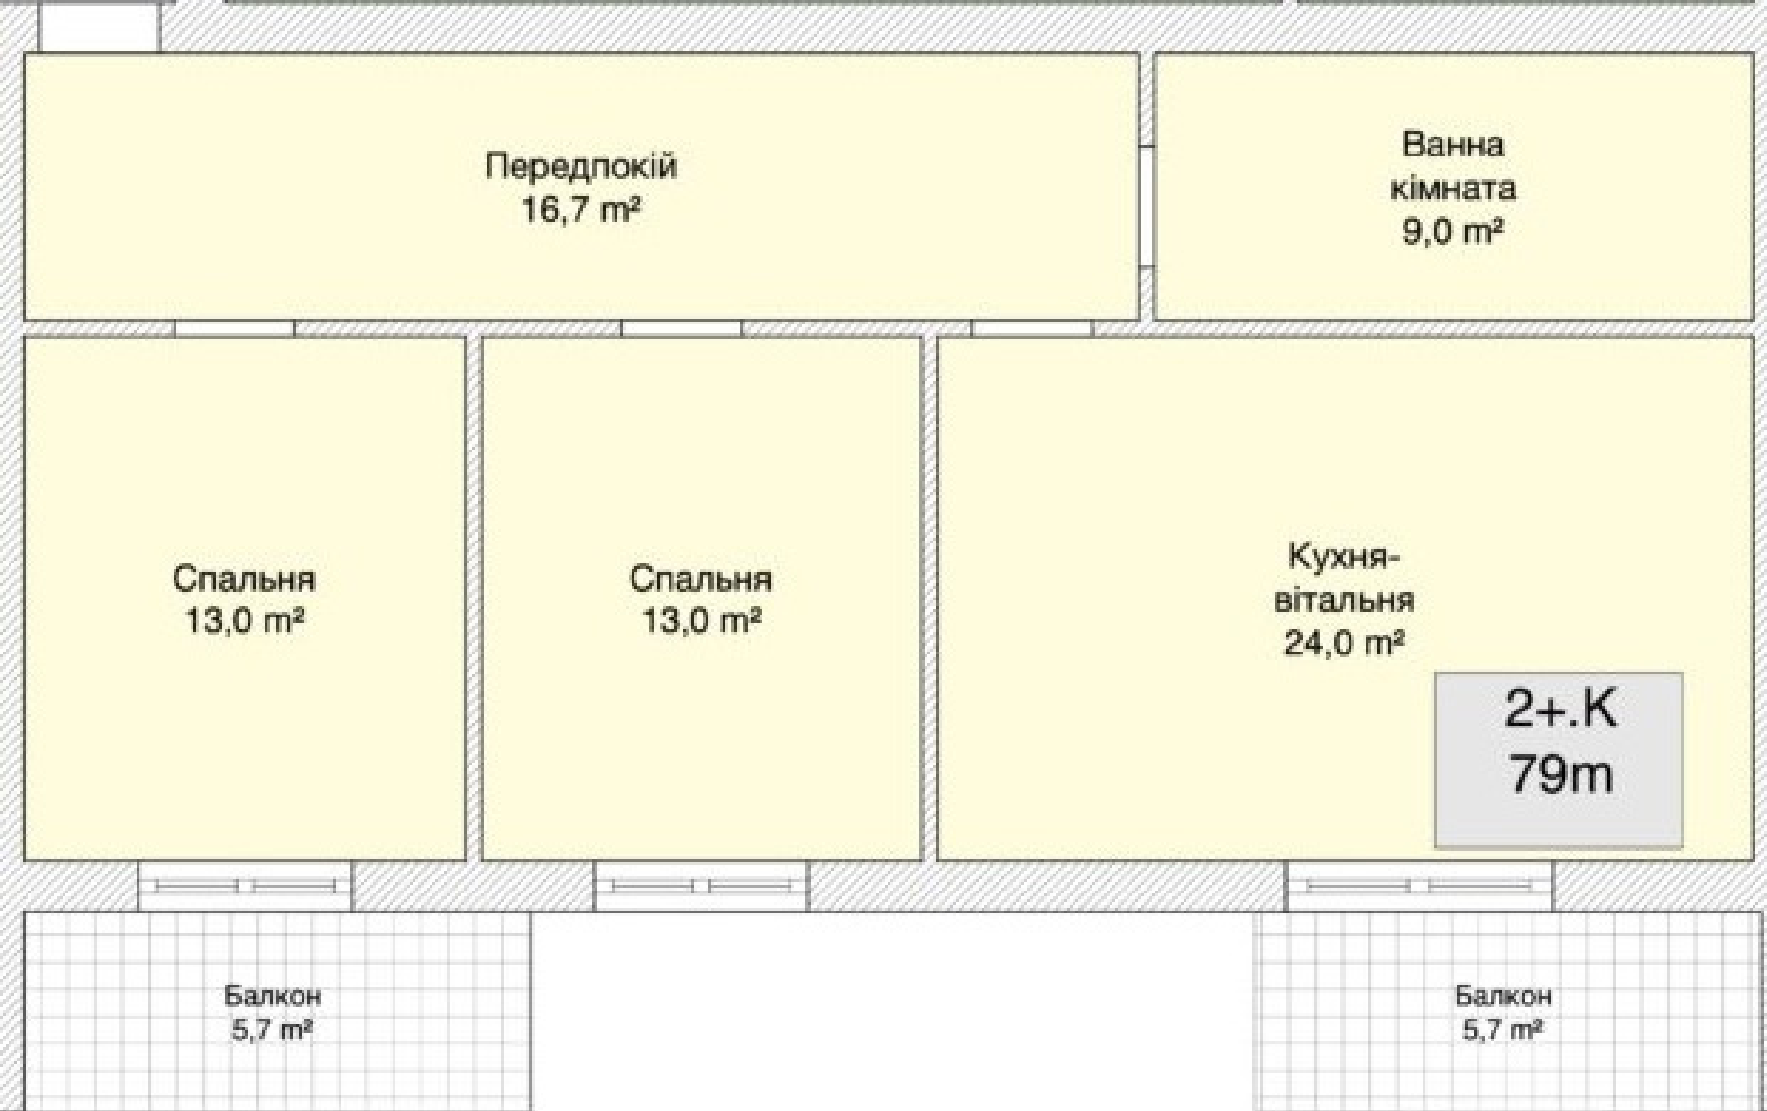 Передпокій
16,7 m²
Ванна
кімната
9,0 m²
Спальня
13,0 m²
Спальня
13,0 m²
Кухня-
вітальня
24,0 m²
2+.К
79m
Балкон
5,7 m²
Балкон
5,7 m²